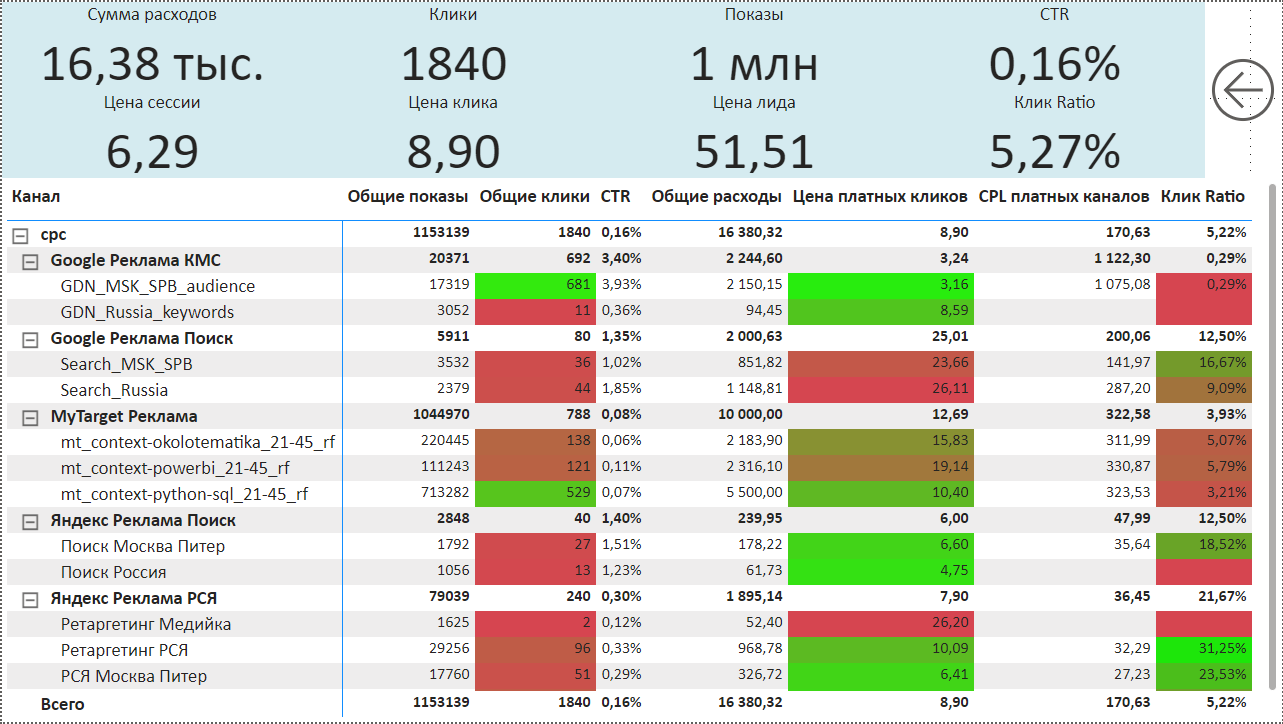 Сумма расходов Клики Показы CTR
16,38 тыс. 1840 1 млн 0,16%
Цена сессии Цена клика Цена лида Клик Ratio
6,29 8,90 51,51 5,27%
Канал Общие показы Общие клики CTR Общие расходы Цена платных кликов CPL платных каналов Клик Ratio
cpc 1153139 1840 0,16% 16 380,32 8,90 170,63 5,22%
Google Реклама КМС 20371 692 3,40% 2 244,60 3,24 1 122,30 0,29%
GDN_MSK_SPB_audience 17319 681 3,93% 2 150,15 3,16 1 075,08 0,29%
GDN_Russia_keywords 3052 11 0,36% 94,45 8,59
Google Реклама Поиск 5911 80 1,35% 2 000,63 25,01 200,06 12,50%
Search_MSK_SPB 3532 36 1,02% 851,82 23,66 141,97 16,67%
Search_Russia 2379 44 1,85% 1 148,81 26,11 287,20 9,09%
MyTarget Реклама 1044970 788 0,08% 10 000,00 12,69 322,58 3,93%
mt_context-okolotematika_21-45_rf 220445 138 0,06% 2 183,90 15,83 311,99 5,07%
mt_context-powerbi_21-45_rf 111243 121 0,11% 2 316,10 19,14 330,87 5,79%
mt_context-python-sql_21-45_rf 713282 529 0,07% 5 500,00 10,40 323,53 3,21%
Яндекс Реклама Поиск 2848 40 1,40% 239,95 6,00 47,99 12,50%
Поиск Москва Питер 1792 27 1,51% 178,22 6,60 35,64 18,52%
Поиск Россия 1056 13 1,23% 61,73 4,75
Яндекс Реклама РСЯ 79039 240 0,30% 1 895,14 7,90 36,45 21,67%
Ретаргетинг Медийка 1625 2 0,12% 52,40 26,20
Ретаргетинг РСЯ 29256 96 0,33% 968,78 10,09 32,29 31,25%
РСЯ Москва Питер 17760 51 0,29% 326,72 6,41 27,23 23,53%
Всего 1153139 1840 0,16% 16 380,32 8,90 170,63 5,22%